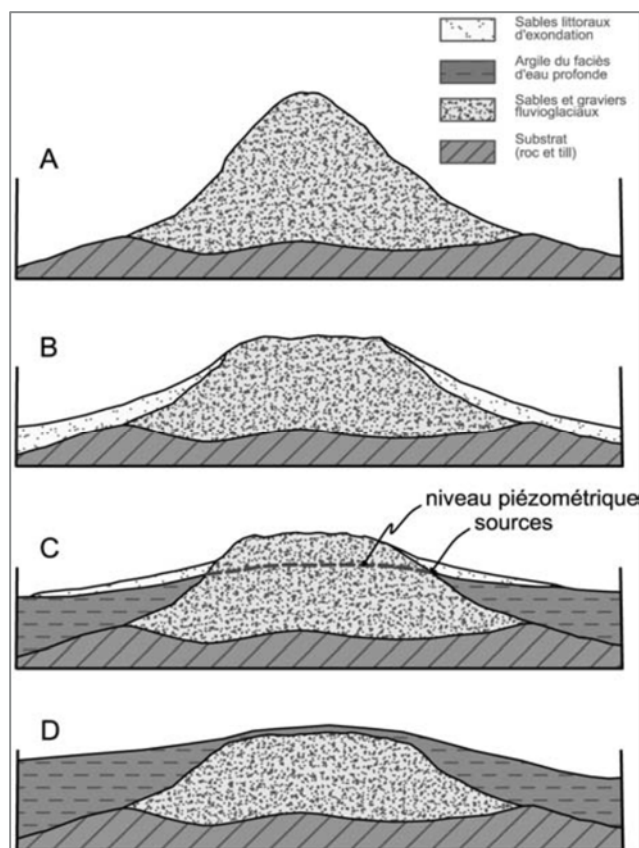 Sables littoraux
d'exondation
Argile du faciès
d'eau profonde
Sables et graviers
fluvioglaciaux
Substrat
(roc et till)
A
B
niveau piézométrique
sources
C
D